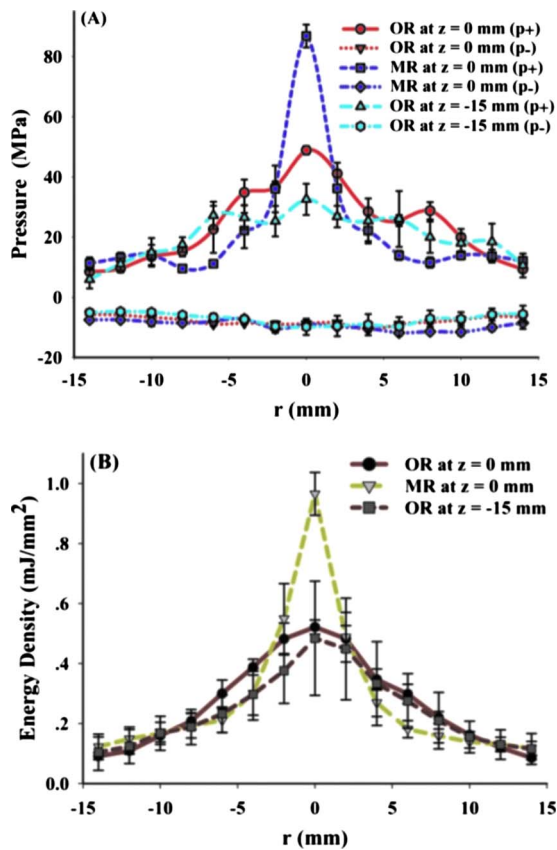 (A)
OR at z = 0 mm (p+)
OR at z = 0 mm (p-)
MR at z = 0 mm (p+)
MR at z = 0 mm (p-)
OR at z = -15 mm (p+)
OR at z = -15 mm (p-)
Pressure (MPa)
80
60
40
20
0
-20
-15 -10 -5 0 5 10 15
r (mm)
(B)
OR at z = 0 mm
MR at z = 0 mm
OR at z = -15 mm
Energy Density (mJ/mm²)
1.0
.8
.6
.4
.2
0.0
-15 -10 -5 0 5 10 15
r (mm)